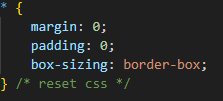 * {
    margin: 0;
    padding: 0;
    box-sizing: border-box;
} /* reset css */